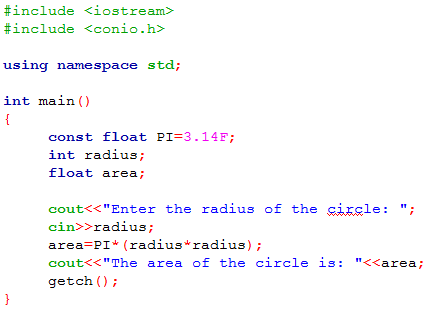 #include <iostream>
#include <conio.h>
using namespace std;
int main()
{
const float PI=3.14F;
int radius;
float area;
cout<<"Enter the radius of the circle: ";
cin>>radius;
area=PI*(radius*radius);
cout<<"The area of the circle is: "<<area;
getch();
}